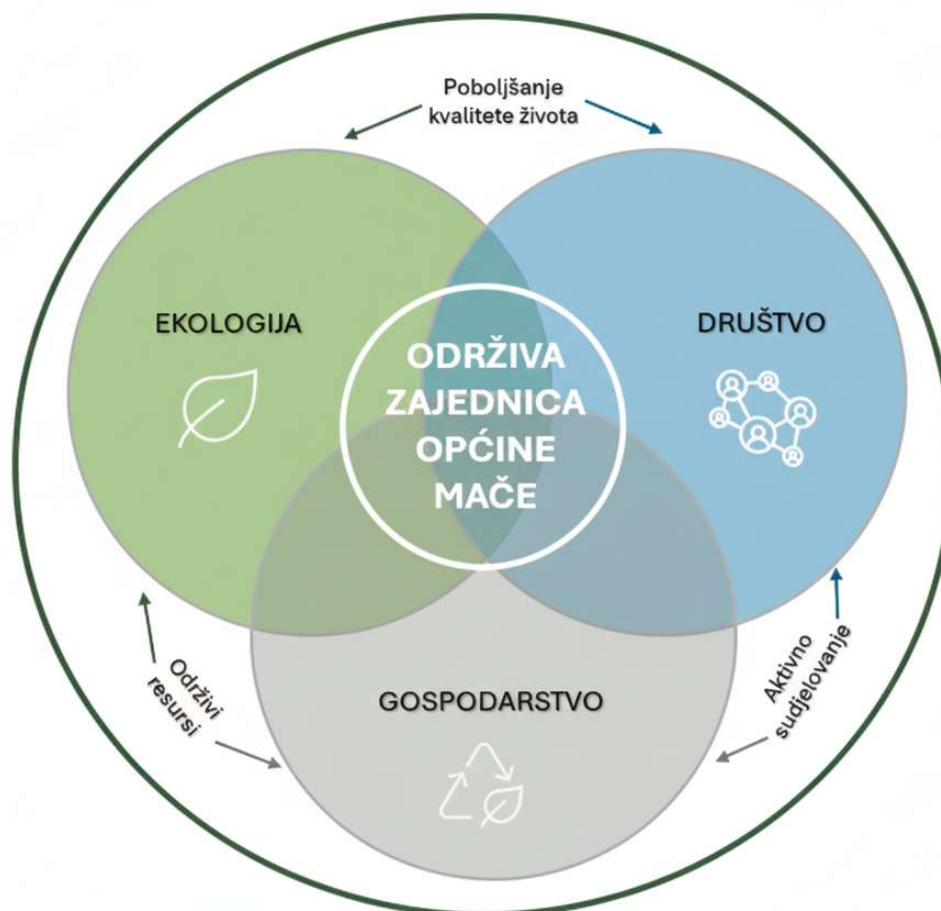 Poboljšanje
kvalitete života
EKOLOGIJA
DRUŠTVO
ODRŽIVA
ZAJEDNICA
OPĆINE
MAČE
Održivi
resursi
Aktivno
sudjelovanje
GOSPODARSTVO